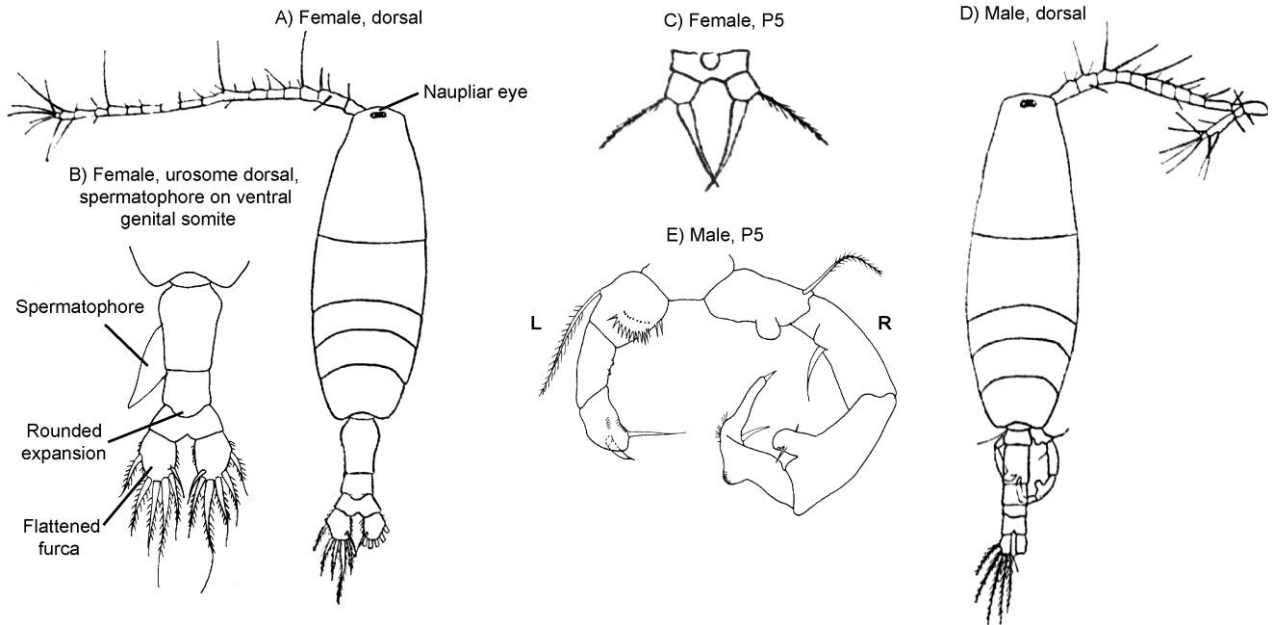 A) Female, dorsal
Naupliar eye
B) Female, urosome dorsal,
spermatophore on ventral
genital somite
Spermatophore
Rounded
expansion
Flattened
furca
C) Female, P5
E) Male, P5
L
R
D) Male, dorsal